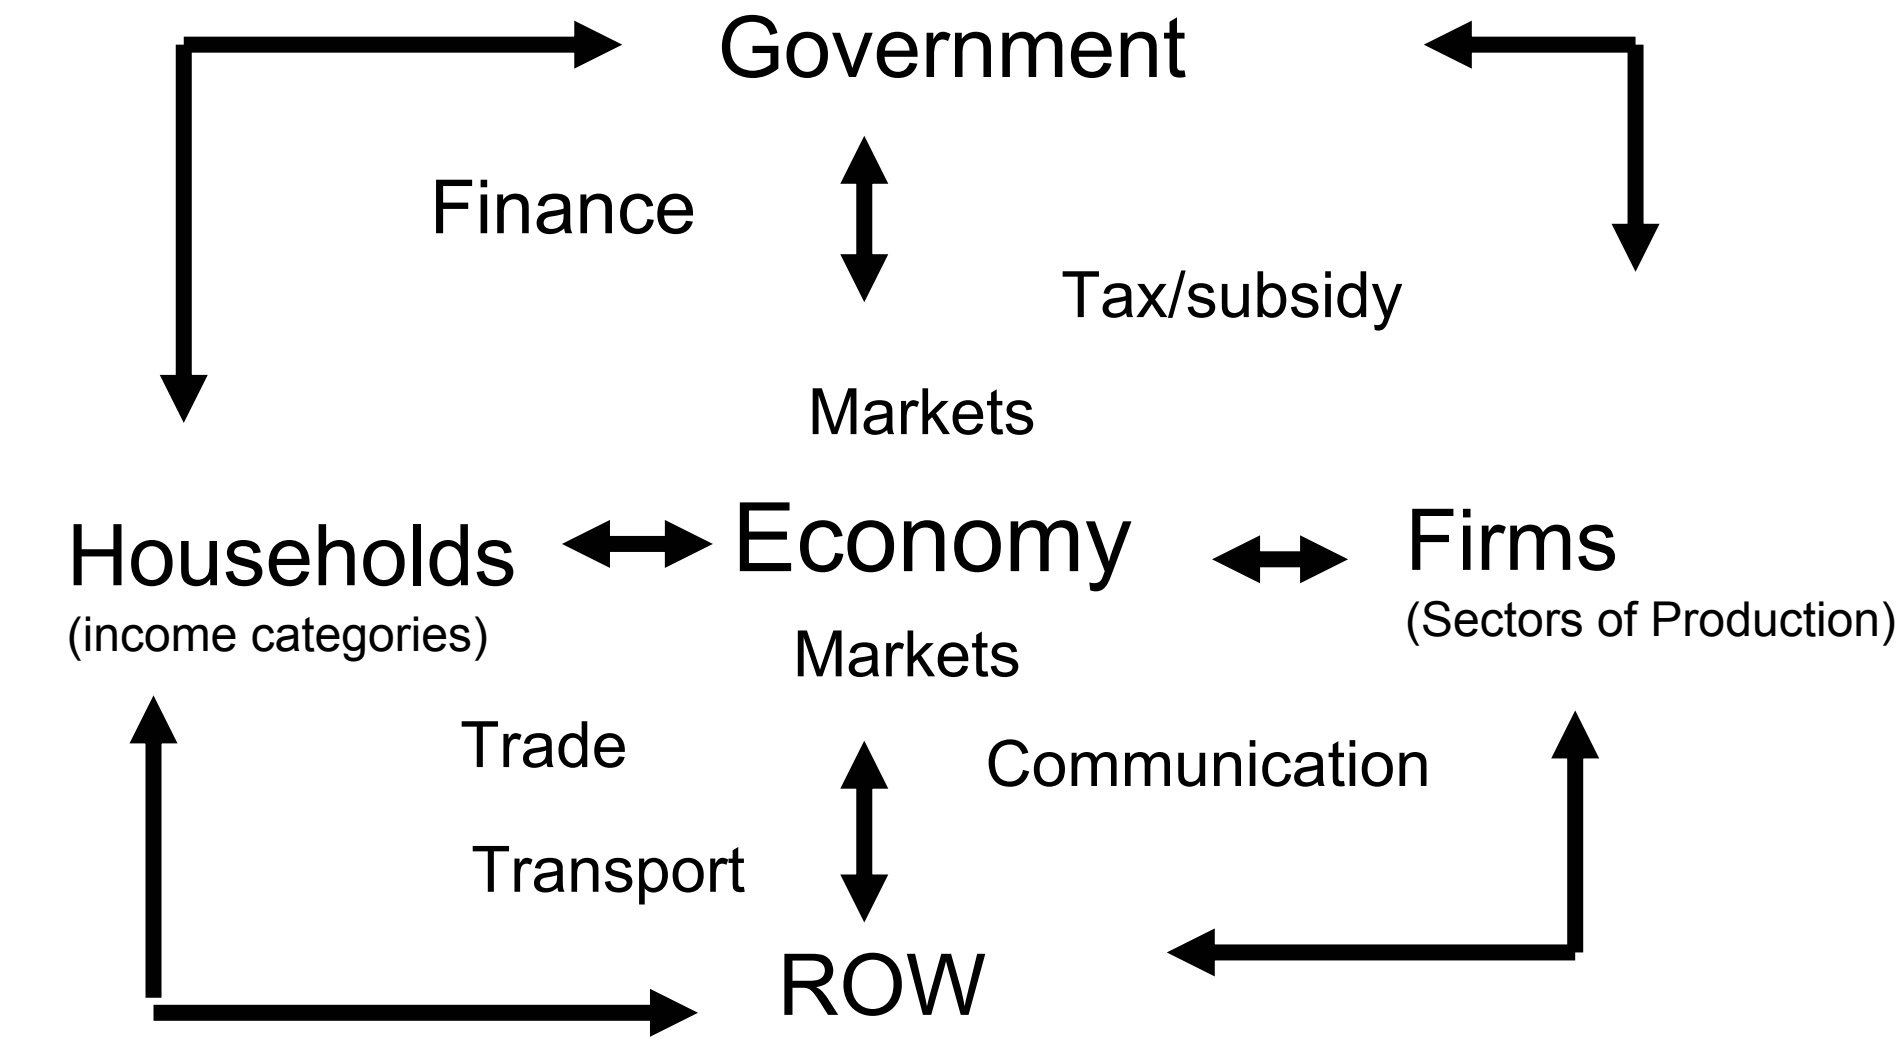 Government
Finance
Tax/subsidy
Markets
Households
(income categories)
Economy
Firms
(Sectors of Production)
Markets
Trade
Communication
Transport
ROW